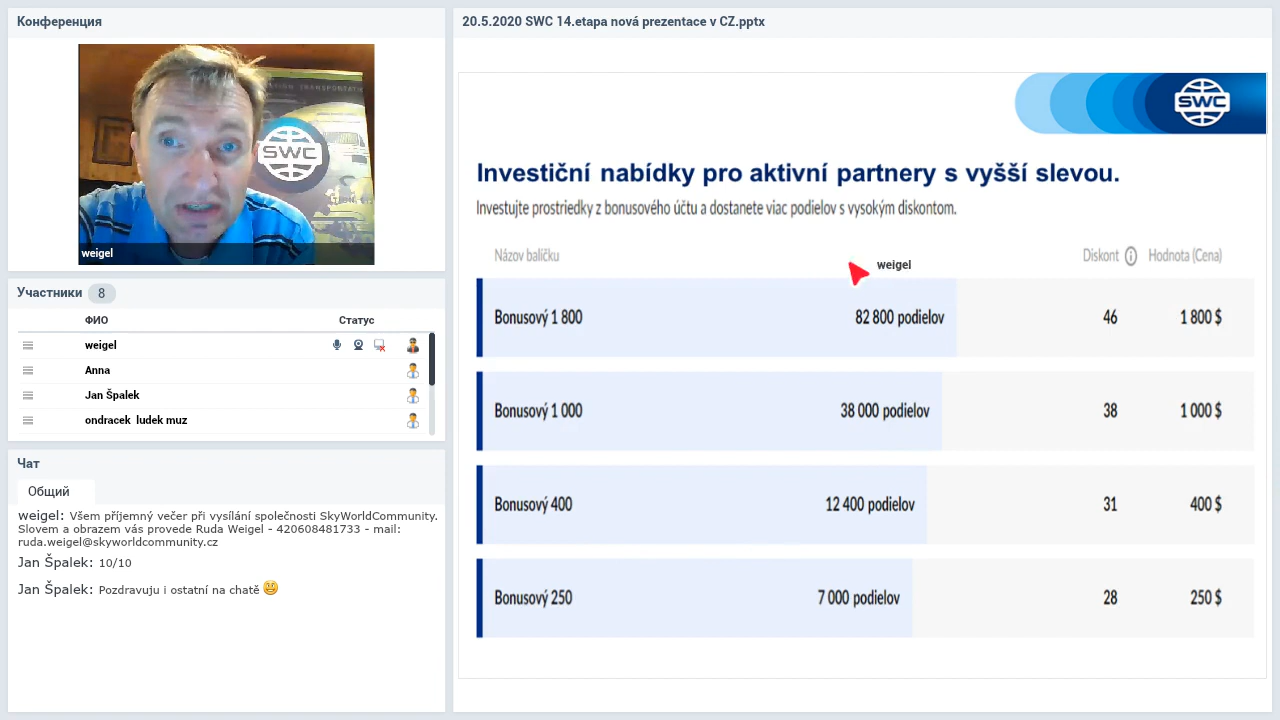 Конференция
SWC
weigel
Участники 8
ФИО Статус
weigel
Anna
Jan Špalek
ondracek ludek muz
Чат
Общий
weigel: Všem příjemný večer při vysílání společnosti SkyWorldCommunity.
Slovem a obrazem vás provede Ruda Weigel - 420608481733 - mail:
ruda.weigel@skyworldcommunity.cz
Jan Špalek: 10/10
Jan Špalek: Pozdravuju i ostatní na chatě
20.5.2020 SWC 14.etapa nová prezentace v CZ.pptx
SWC
Investiční nabídky pro aktivní partnery s vyšší slevou.
Investujte prostriedky z bonusového účtu a dostanete viac podielov s vysokým diskontom.
Názov balíčku Diskont i Hodnota (Cena)
weigel
Bonusový 1 800 82 800 podielov 46 1 800 $
Bonusový 1 000 38 000 podielov 38 1 000 $
Bonusový 400 12 400 podielov 31 400 $
Bonusový 250 7 000 podielov 28 250 $